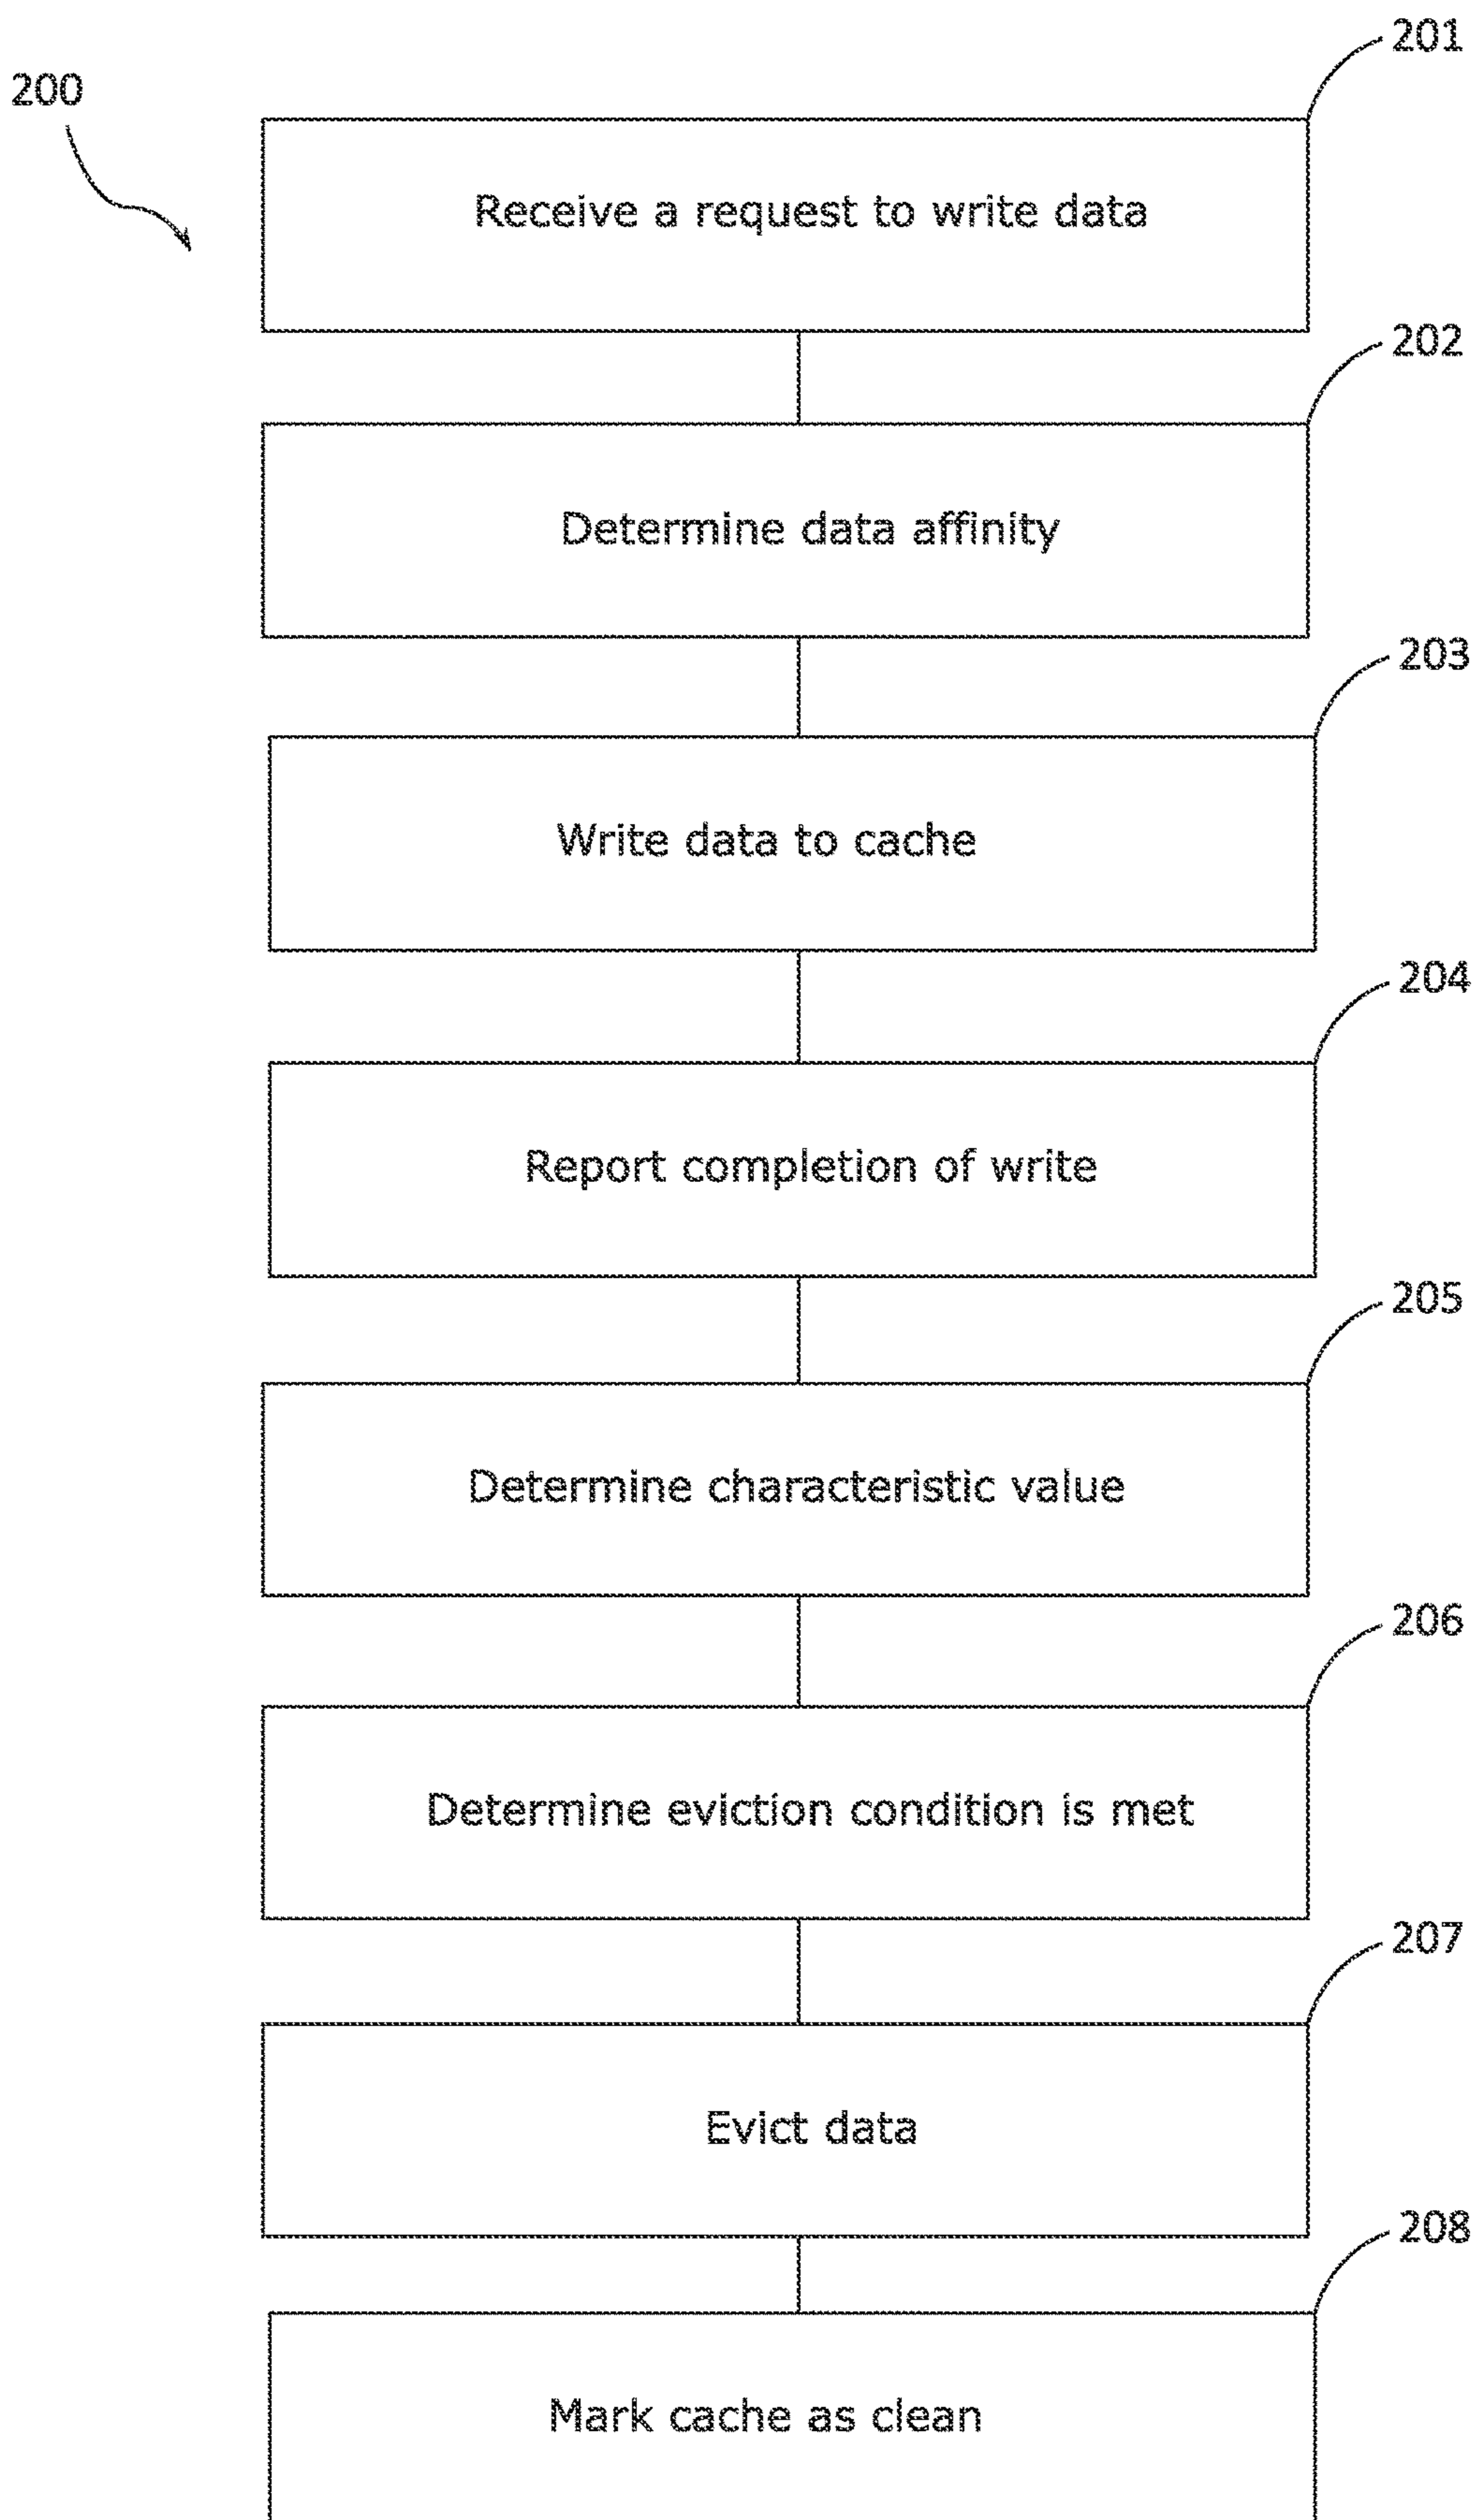 201
200
Receive a request to write data
202
Determine data affinity
203
Write data to cache
204
Report completion of write
205
Determine characteristic value
206
Determine eviction condition is met
207
Evict data
208
Mark cache as clean